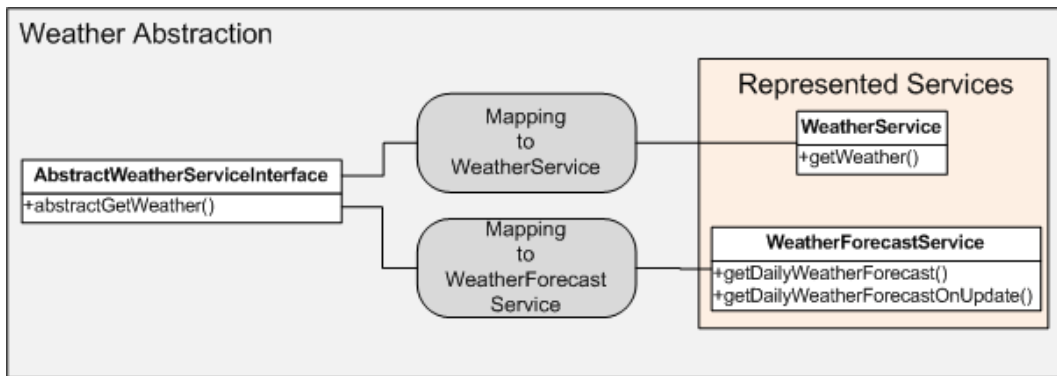 Weather Abstraction
Represented Services
Mapping
to
WeatherService
WeatherService
+getWeather()
AbstractWeatherServiceInterface
+abstractGetWeather()
Mapping
to
WeatherForecast
Service
WeatherForecastService
+getDailyWeatherForecast()
+getDailyWeatherForecastOnUpdate()